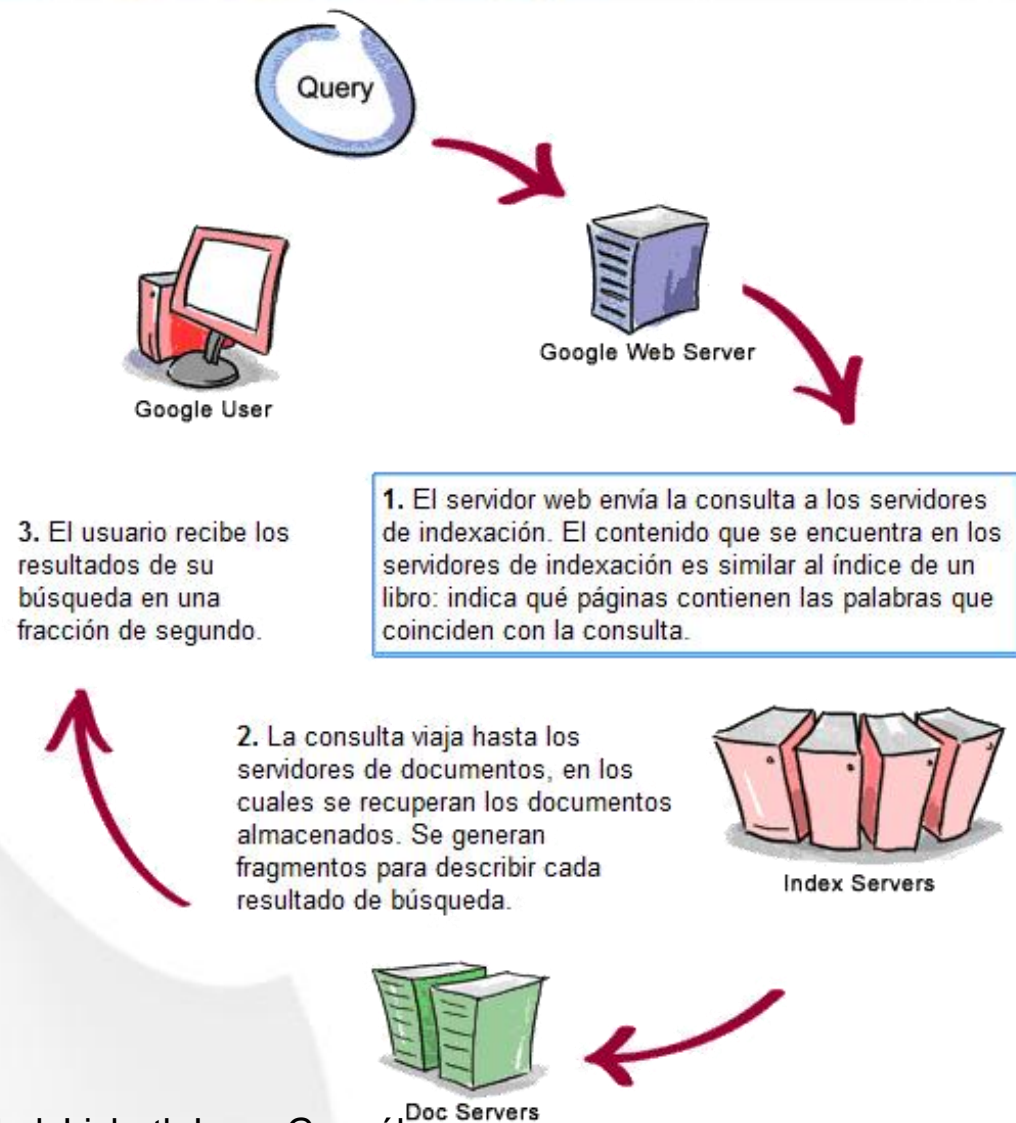 Query
Google Web Server
Google User
1. El servidor web envía la consulta a los servidores
de indexación. El contenido que se encuentra en los
servidores de indexación es similar al índice de un
libro: indica qué páginas contienen las palabras que
coinciden con la consulta.
3. El usuario recibe los
resultados de su
búsqueda en una
fracción de segundo.
2. La consulta viaja hasta los
servidores de documentos, en los
cuales se recuperan los documentos
almacenados. Se generan
fragmentos para describir cada
resultado de búsqueda.
Index Servers
Doc Servers